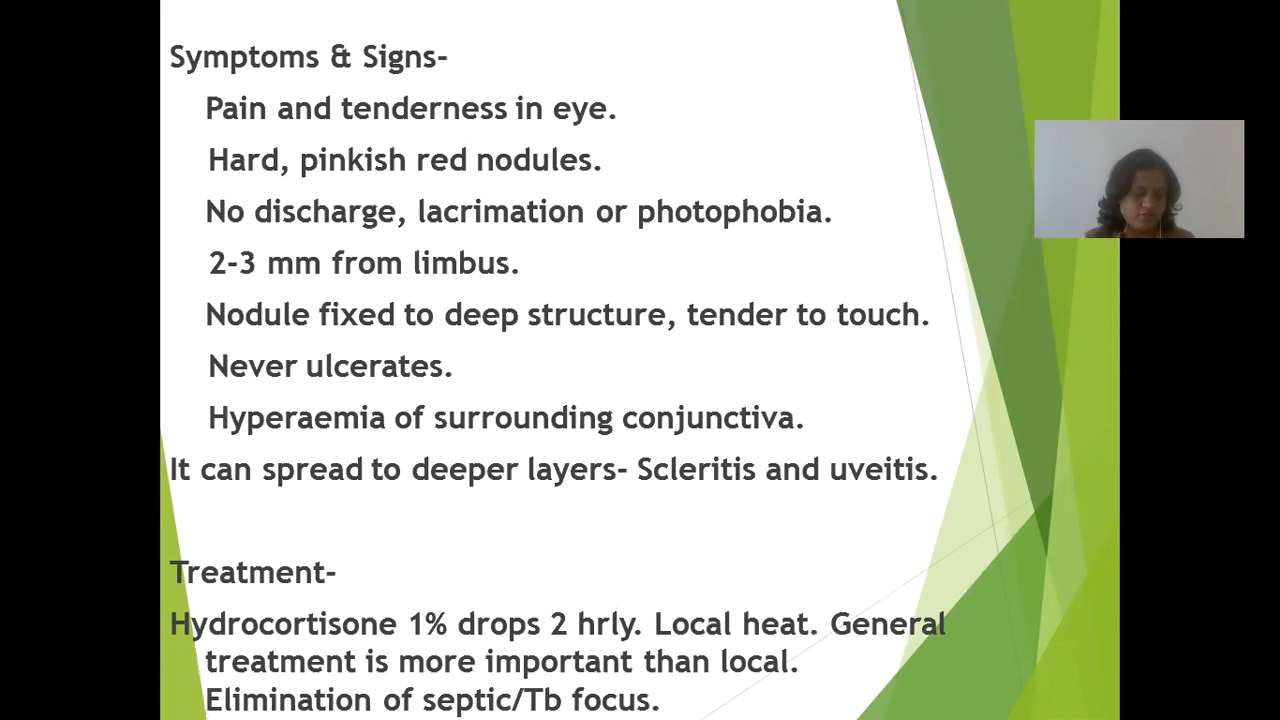 Symptoms & Signs-
Pain and tenderness in eye.
Hard, pinkish red nodules.
No discharge, lacrimation or photophobia.
2-3 mm from limbus.
Nodule fixed to deep structure, tender to touch.
Never ulcerates.
Hyperaemia of surrounding conjunctiva.
It can spread to deeper layers- Scleritis and uveitis.
Treatment-
Hydrocortisone 1% drops 2 hrly. Local heat. General
treatment is more important than local.
Elimination of septic/Tb focus.